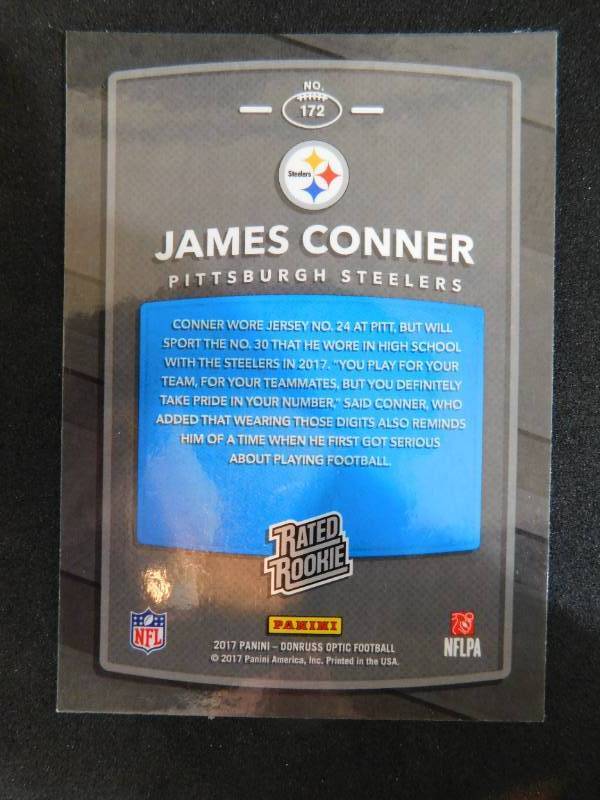 NO.
172
Steelers
JAMES CONNER
PITTSBURGH STEELERS
CONNER WORE JERSEY NO. 24 AT PITT, BUT WILL
SPORT THE NO. 30 THAT HE WORE IN HIGH SCHOOL
WITH THE STEELERS IN 2017. "YOU PLAY FOR YOUR
TEAM, FOR YOUR TEAMMATES, BUT YOU DEFINITELY
TAKE PRIDE IN YOUR NUMBER," SAID CONNER, WHO
ADDED THAT WEARING THOSE DIGITS ALSO REMINDS
HIM OF A TIME WHEN HE FIRST GOT SERIOUS
ABOUT PLAYING FOOTBALL.
RATED
ROOKIE
NFL
PANINI
NFLPA
2017 PANINI – DONRUSS OPTIC FOOTBALL
© 2017 Panini America, Inc. Printed in the USA.